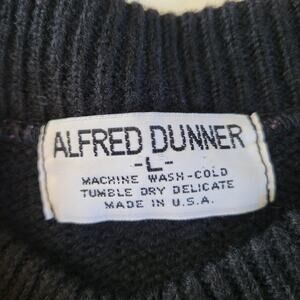 ALFRED DUNNER
-L-
MACHINE WASH-COLD
TUMBLE DRY DELICATE
MADE IN U.S.A.